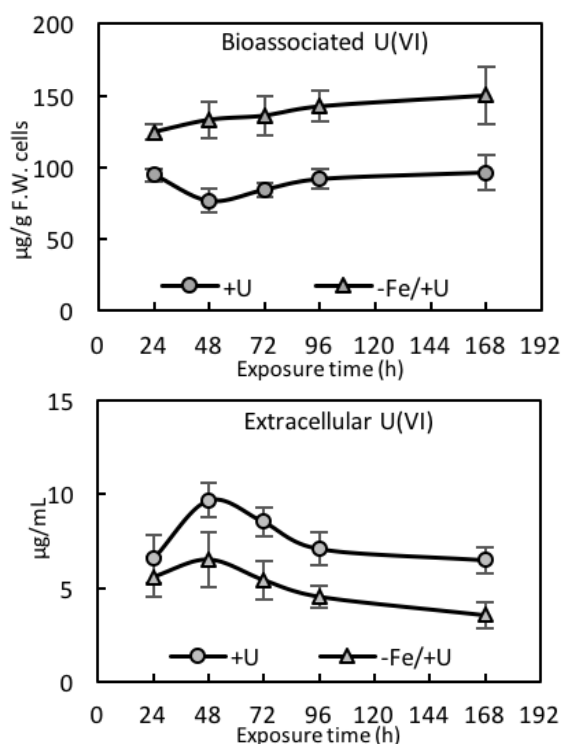 200
Bioassociated U(VI)
150
100
50
0
µg/g F.W. cells
+U -Fe/+U
0 24 48 72 96 120 144 168 192
Exposure time (h)
15
Extracellular U(VI)
10
5
0
µg/mL
+U -Fe/+U
0 24 48 72 96 120 144 168 192
Exposure time (h)